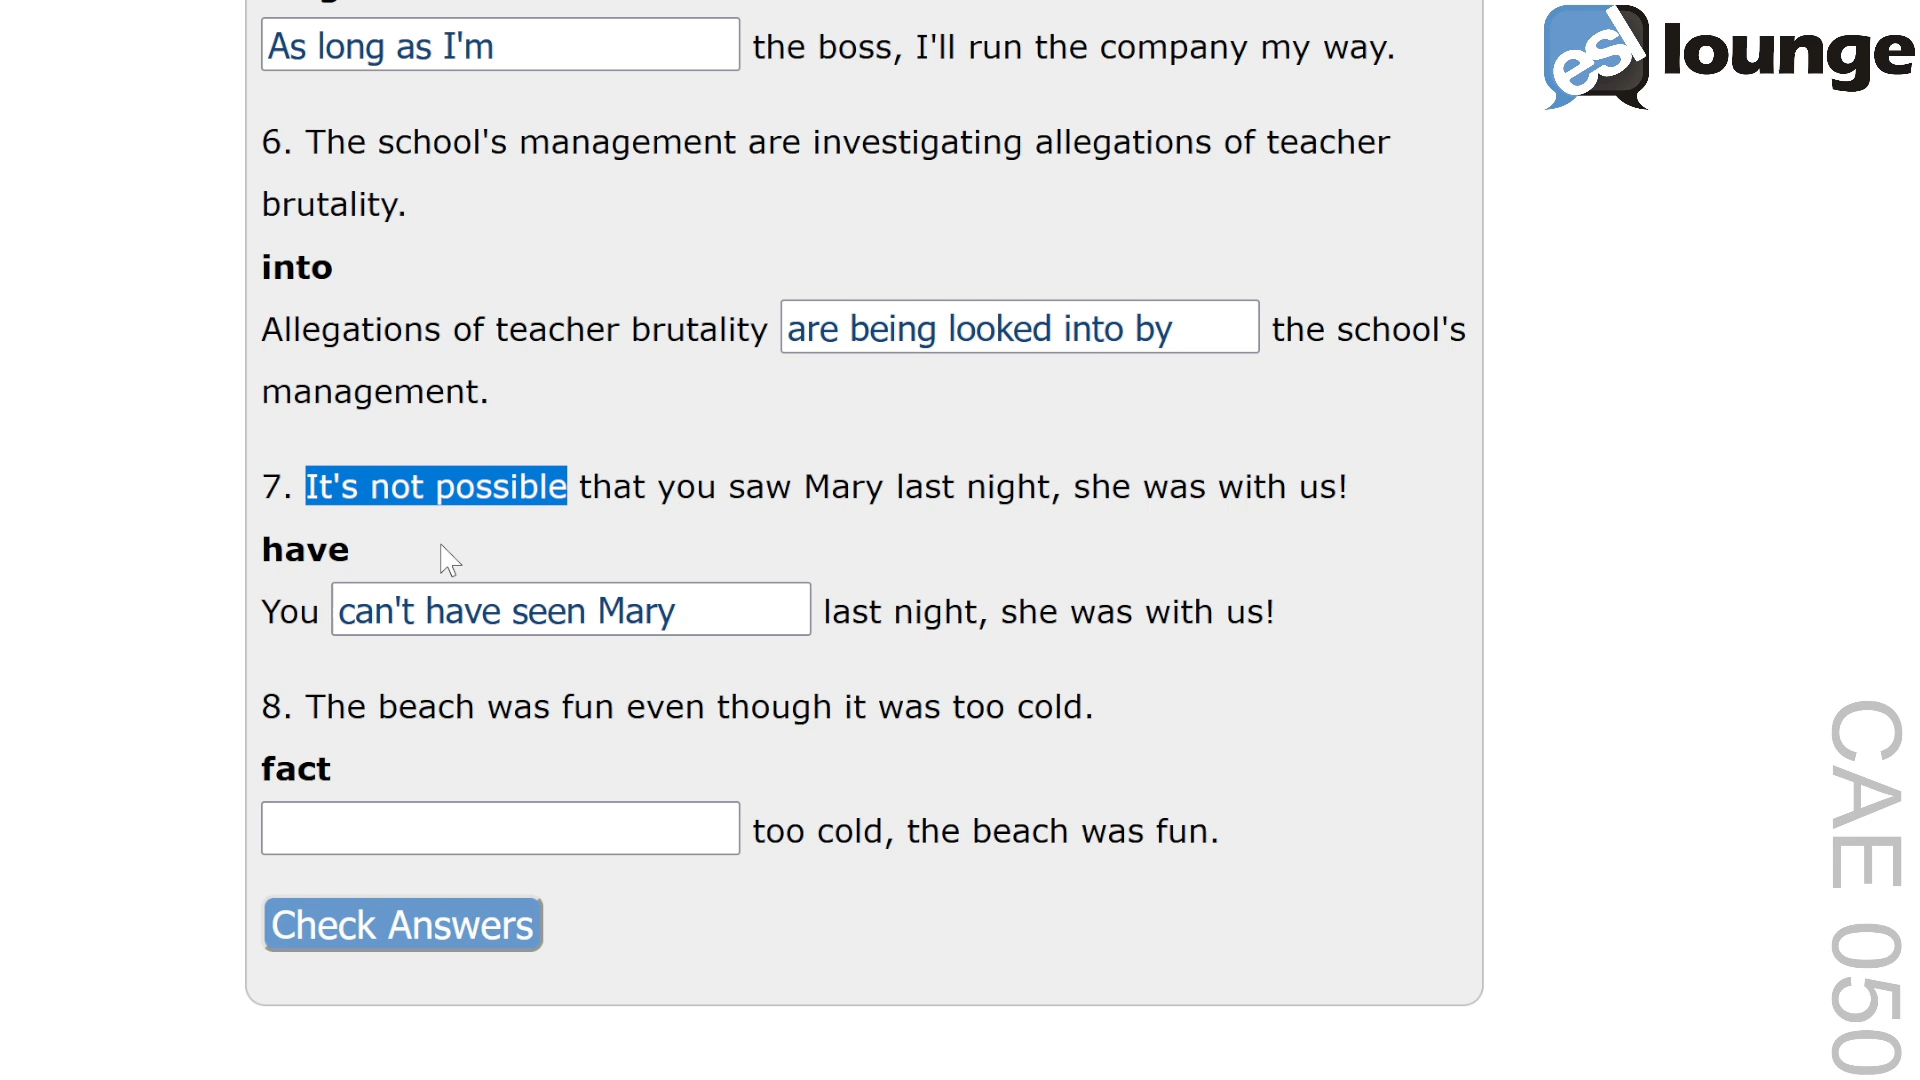 As long as I'm the boss, I'll run the company my way.
6. The school's management are investigating allegations of teacher
brutality.
into
Allegations of teacher brutality are being looked into by the school's
management.
7. It's not possible that you saw Mary last night, she was with us!
have
You can't have seen Mary last night, she was with us!
8. The beach was fun even though it was too cold.
fact
too cold, the beach was fun.
Check Answers
esl lounge
CAE 050